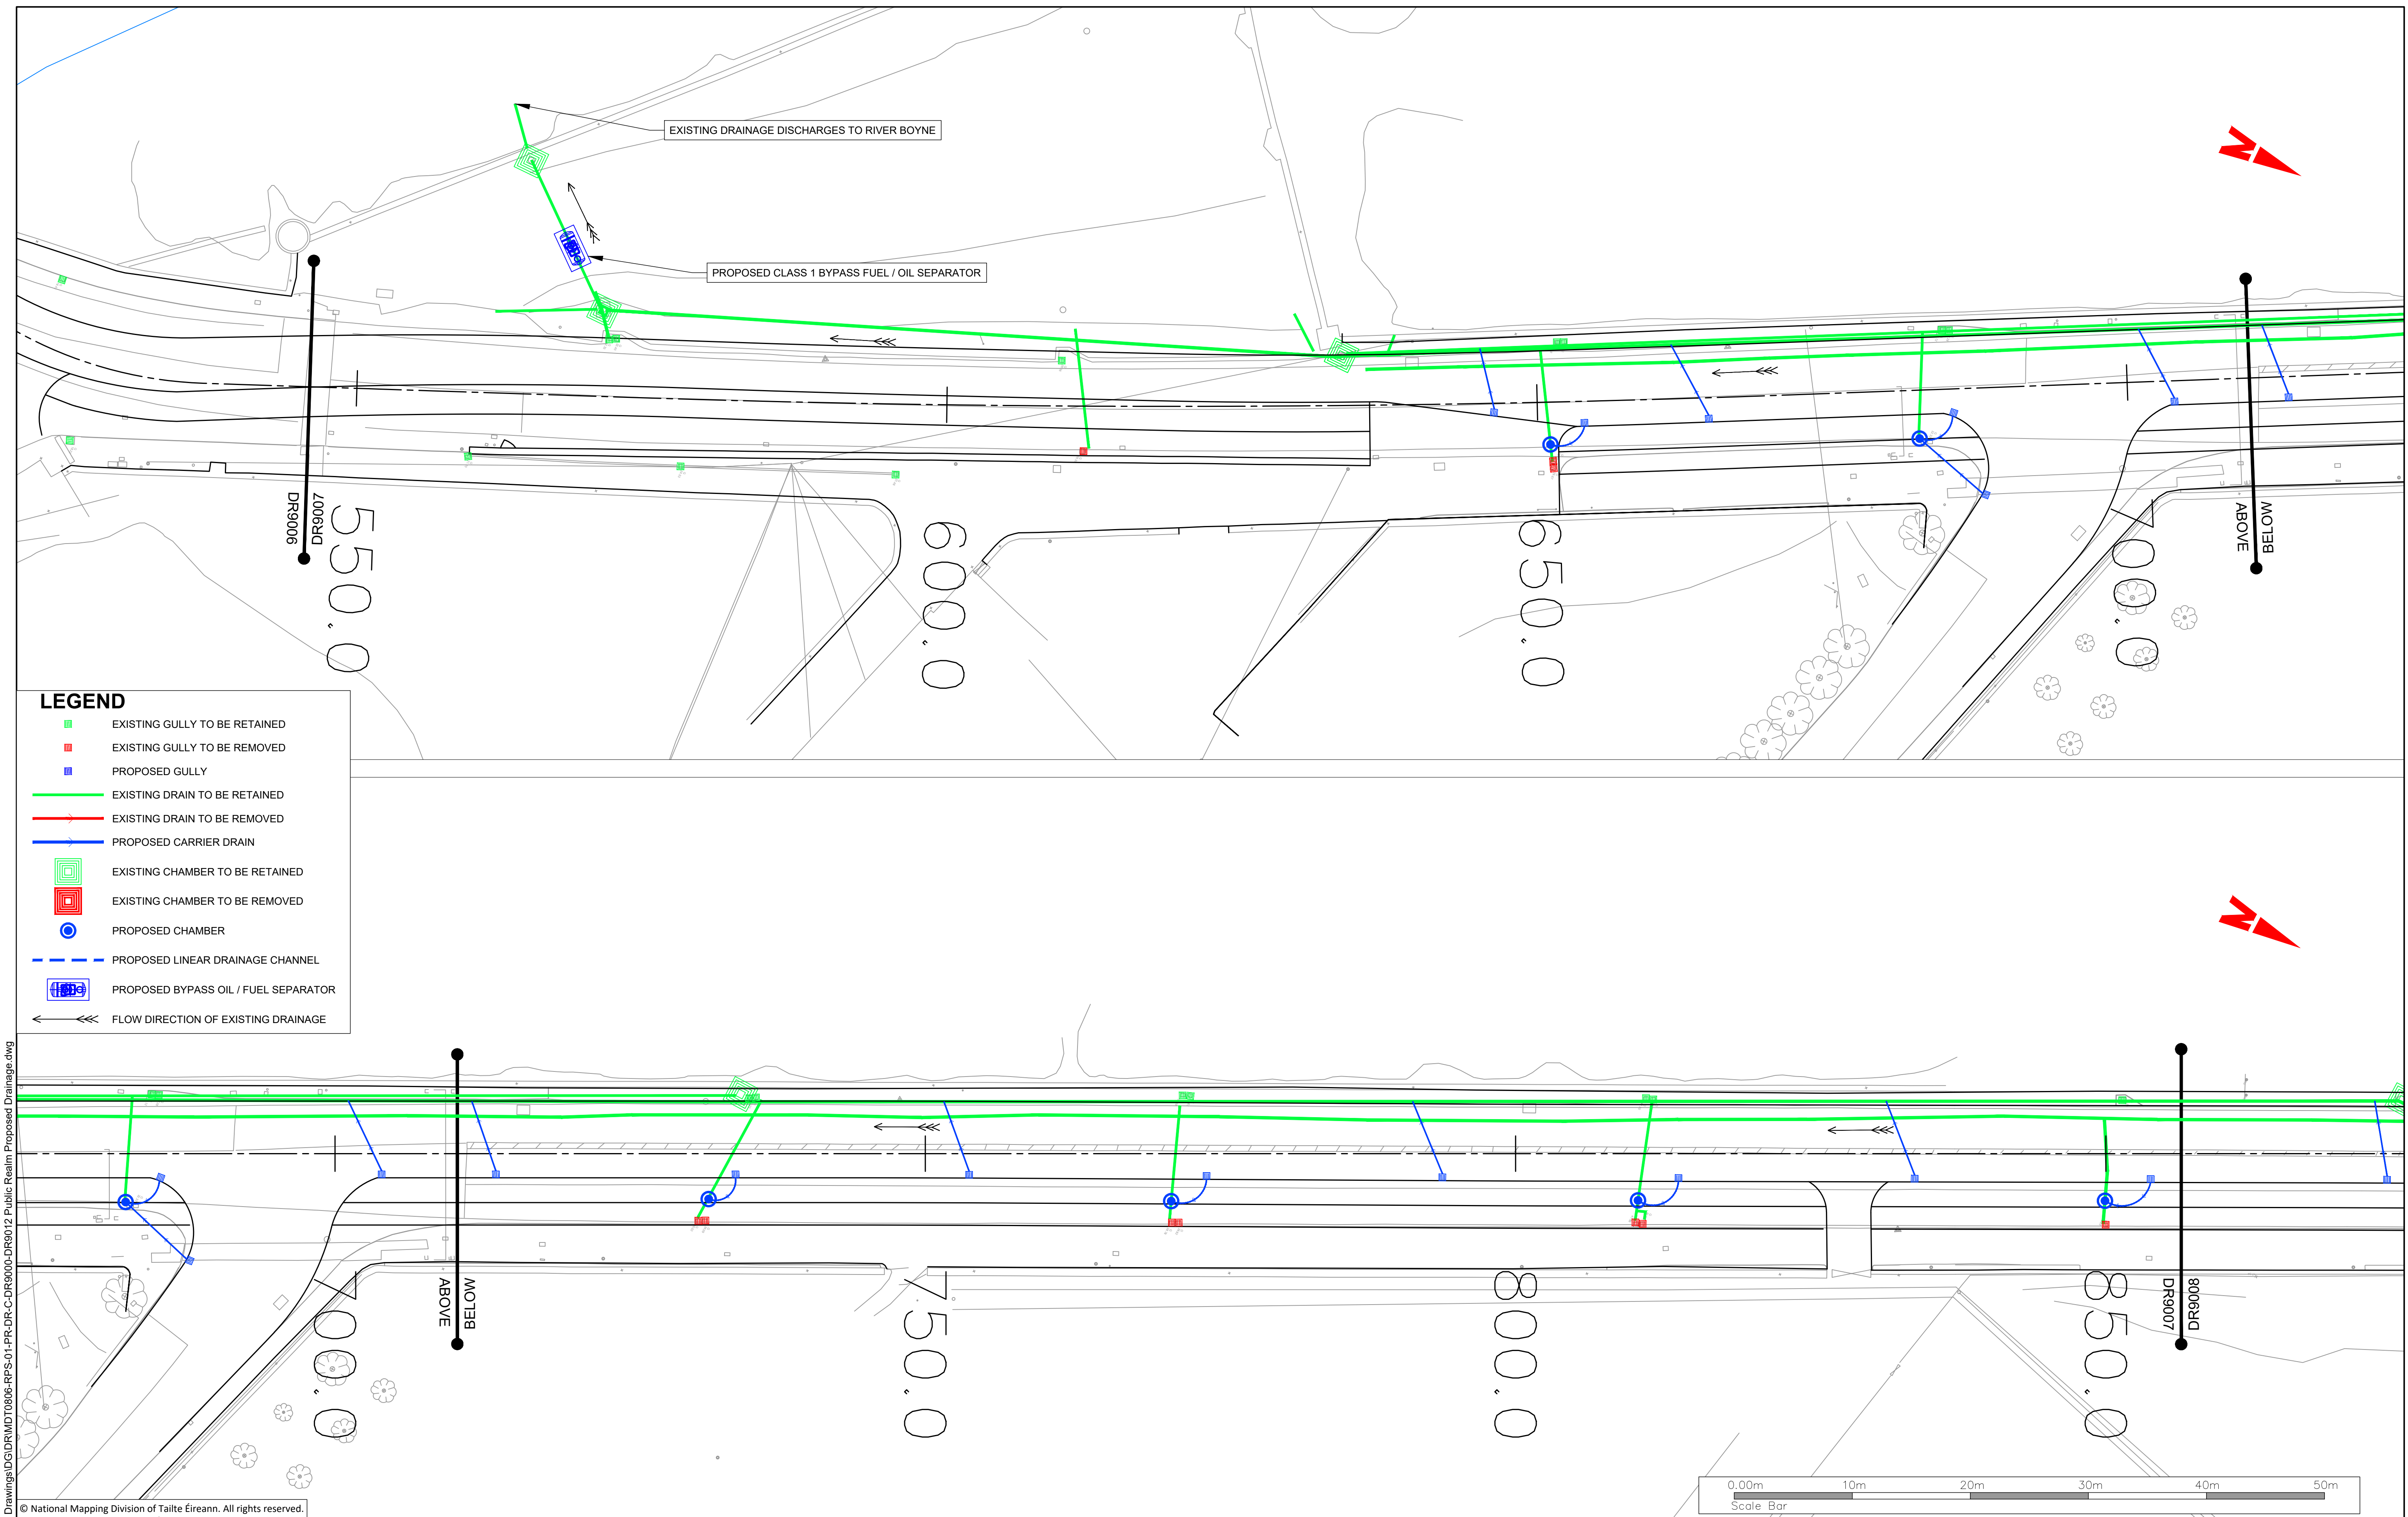 EXISTING DRAINAGE DISCHARGES TO RIVER BOYNE
N
PROPOSED CLASS 1 BYPASS FUEL / OIL SEPARATOR
DR9006
DR9007
ABOVE
BELOW
550.0
600.0
650.0
700.0
LEGEND
EXISTING GULLY TO BE RETAINED
EXISTING GULLY TO BE REMOVED
PROPOSED GULLY
EXISTING DRAIN TO BE RETAINED
EXISTING DRAIN TO BE REMOVED
PROPOSED CARRIER DRAIN
EXISTING CHAMBER TO BE RETAINED
EXISTING CHAMBER TO BE REMOVED
PROPOSED CHAMBER
PROPOSED LINEAR DRAINAGE CHANNEL
PROPOSED BYPASS OIL / FUEL SEPARATOR
FLOW DIRECTION OF EXISTING DRAINAGE
N
ABOVE
BELOW
DR9007
DR9008
700.0
750.0
800.0
850.0
0.00m 10m 20m 30m 40m 50m
Scale Bar
Drawings\DG\DR\MDT0806-RPS-01-PR-DR-C-DR9000-DR9012 Public Realm Proposed Drainage.dwg
© National Mapping Division of Tailte Éireann. All rights reserved.